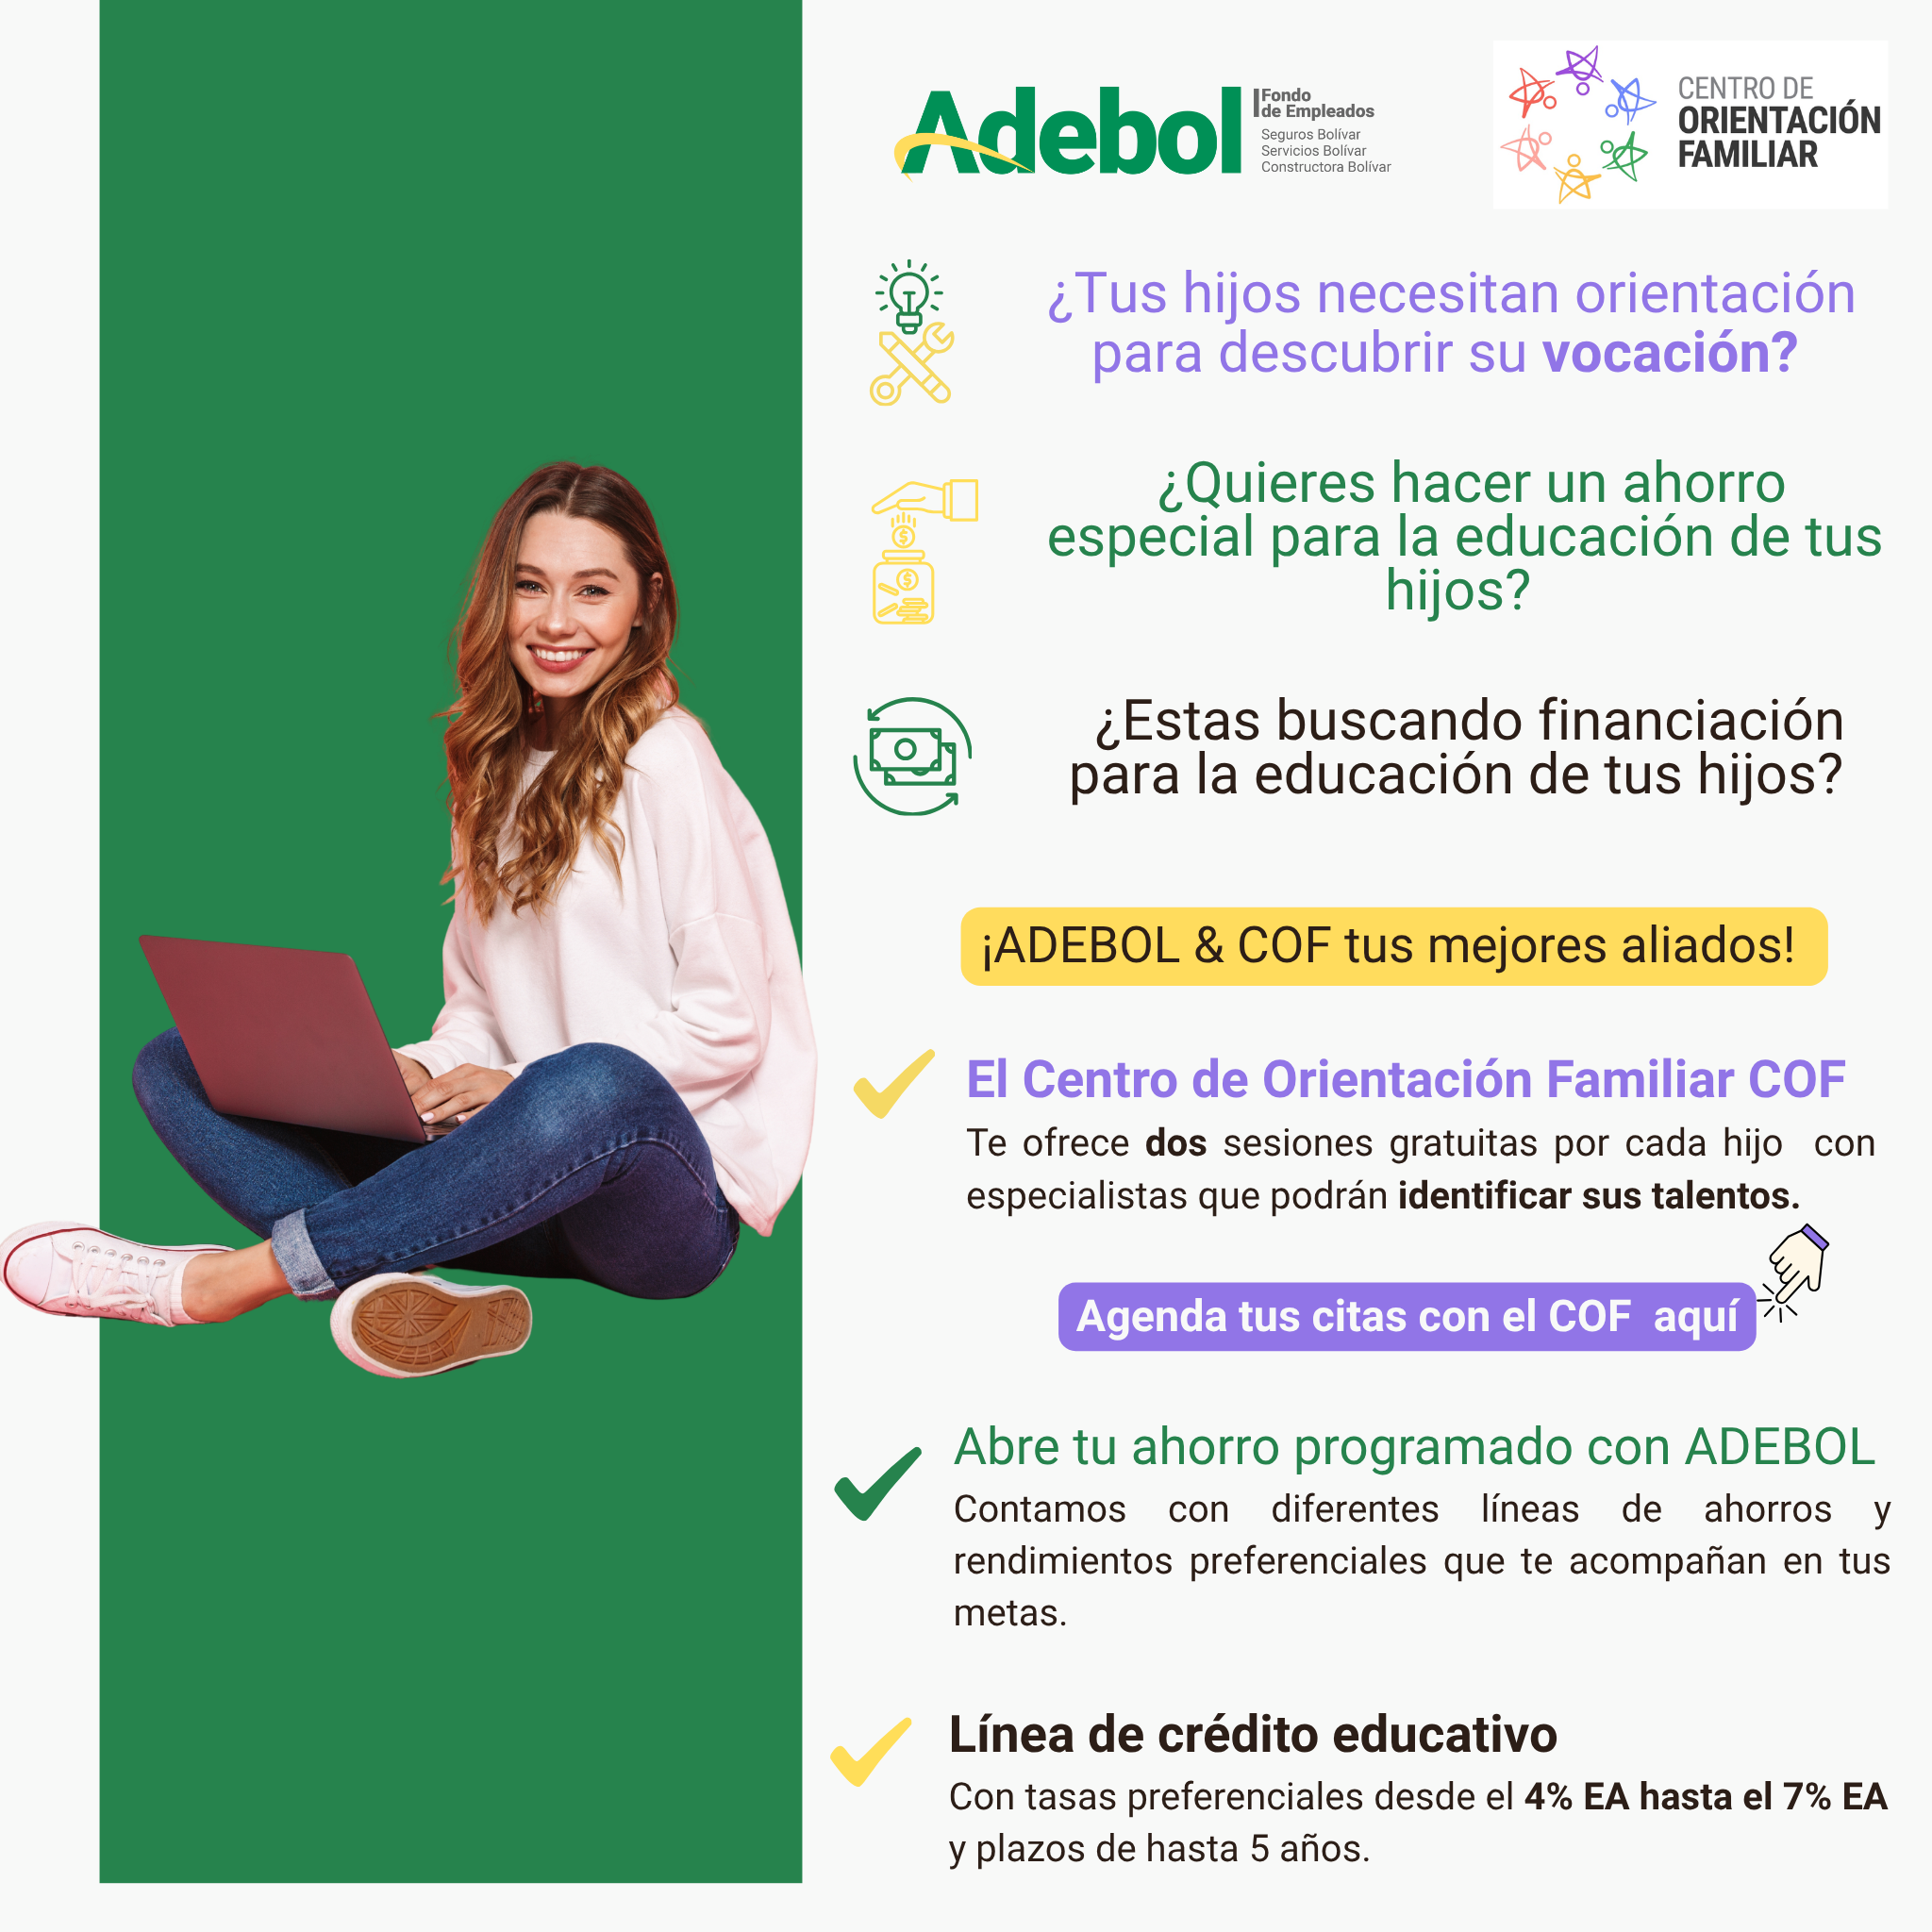 Adebol
Fondo
de Empleados
Seguros Bolívar
Servicios Bolívar
Constructora Bolívar
CENTRO DE
ORIENTACIÓN
FAMILIAR
¿Tus hijos necesitan orientación
para descubrir su vocación?
¿Quieres hacer un ahorro
especial para la educación de tus
hijos?
¿Estas buscando financiación
para la educación de tus hijos?
¡ADEBOL & COF tus mejores aliados!
El Centro de Orientación Familiar COF
Te ofrece dos sesiones gratuitas por cada hijo con
especialistas que podrán identificar sus talentos.
Agenda tus citas con el COF aquí
Abre tu ahorro programado con ADEBOL
Contamos con diferentes líneas de ahorros y
rendimientos preferenciales que te acompañan en tus
metas.
Línea de crédito educativo
Con tasas preferenciales desde el 4% EA hasta el 7% EA
y plazos de hasta 5 años.